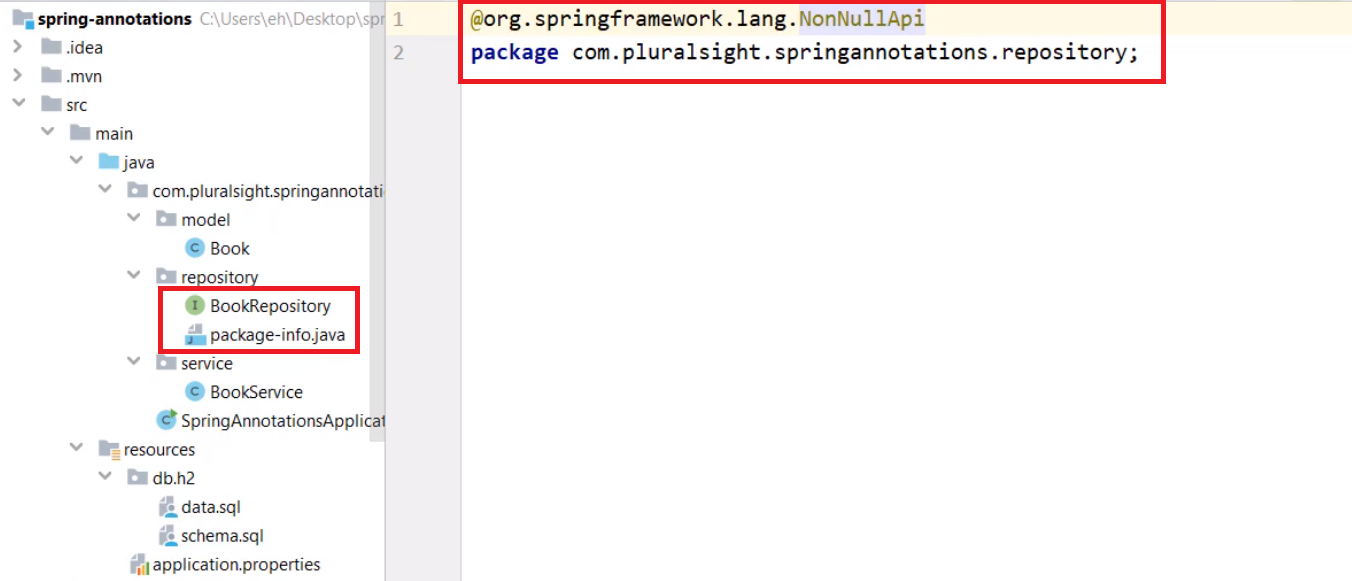 spring-annotations C:\Users\eh\Desktop\spr
.idea
.mvn
src
main
java
com.pluralsight.springannotati
model
C Book
repository
I BookRepository
J package-info.java
service
C BookService
C SpringAnnotationsApplicat
resources
db.h2
data.sql
schema.sql
application.properties
1 @org.springframework.lang.NonNullApi
2 package com.pluralsight.springannotations.repository;